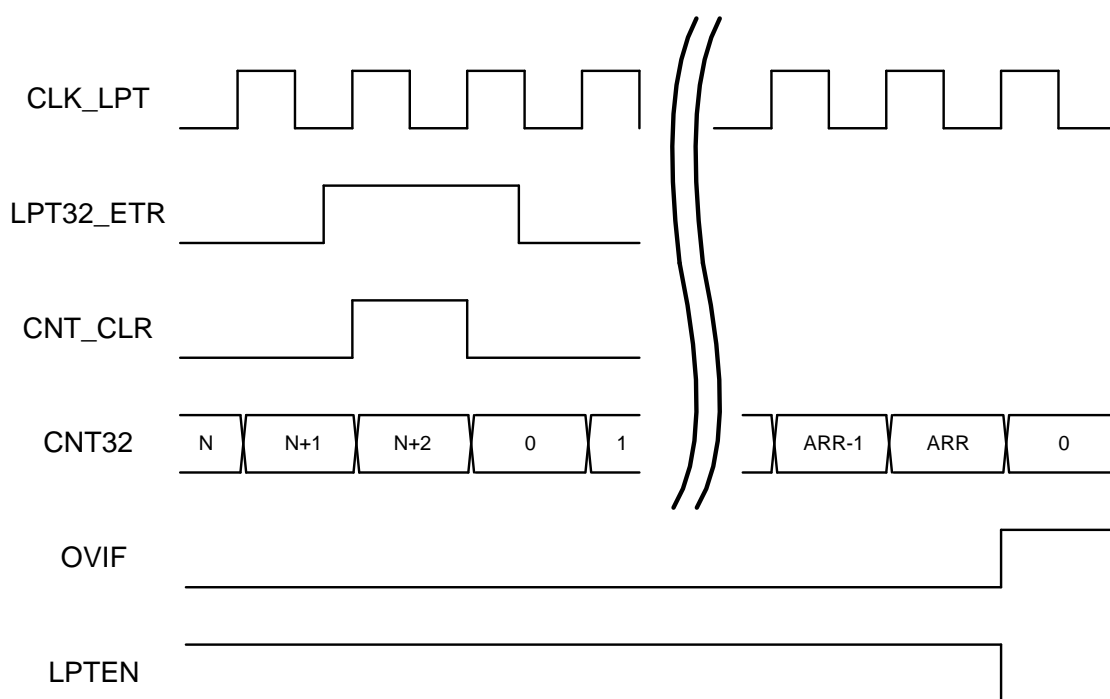 CLK_LPT
LPT32_ETR
CNT_CLR
CNT32 N N+1 N+2 0 1 ARR-1 ARR 0
OVIF
LPTEN